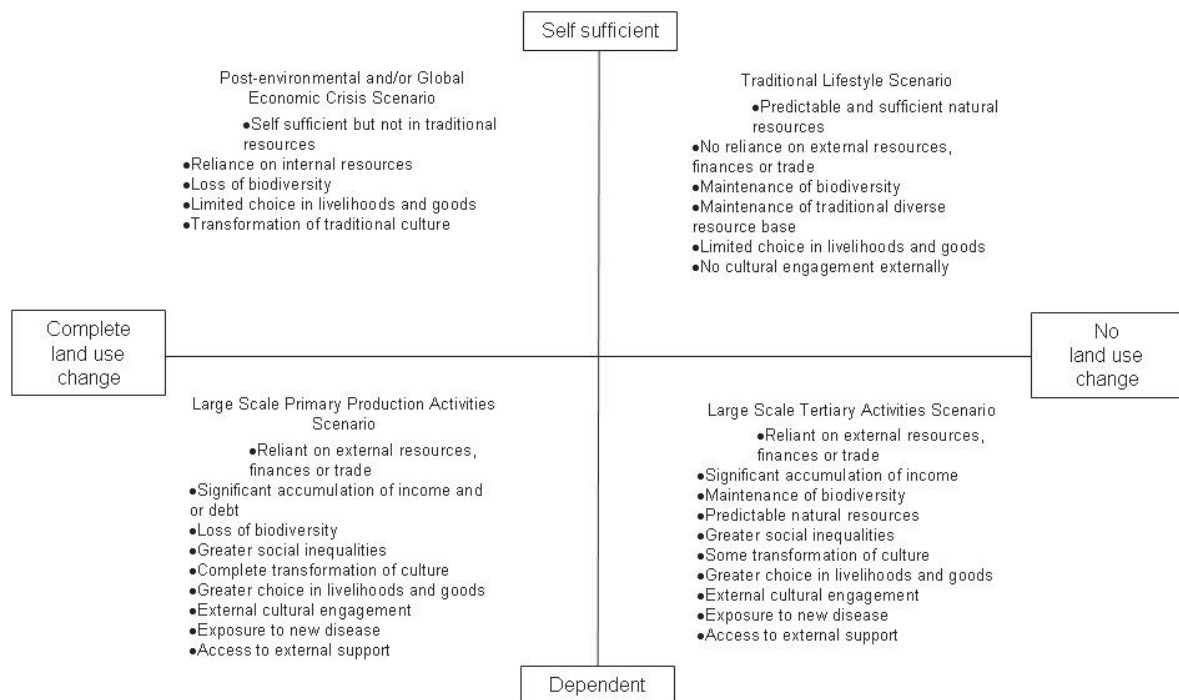 Self sufficient
Post-environmental and/or Global
Economic Crisis Scenario
●Self sufficient but not in traditional
resources
●Reliance on internal resources
●Loss of biodiversity
●Limited choice in livelihoods and goods
●Transformation of traditional culture
Traditional Lifestyle Scenario
●Predictable and sufficient natural
resources
●No reliance on external resources,
finances or trade
●Maintenance of biodiversity
●Maintenance of traditional diverse
resource base
●Limited choice in livelihoods and goods
●No cultural engagement externally
Complete
land use
change
No
land use
change
Large Scale Primary Production Activities
Scenario
●Reliant on external resources,
finances or trade
●Significant accumulation of income and
or debt
●Loss of biodiversity
●Greater social inequalities
●Complete transformation of culture
●Greater choice in livelihoods and goods
●External cultural engagement
●Exposure to new disease
●Access to external support
Large Scale Tertiary Activities Scenario
●Reliant on external resources,
finances or trade
●Significant accumulation of income
●Maintenance of biodiversity
●Predictable natural resources
●Greater social inequalities
●Some transformation of culture
●Greater choice in livelihoods and goods
●External cultural engagement
●Exposure to new disease
●Access to external support
Dependent